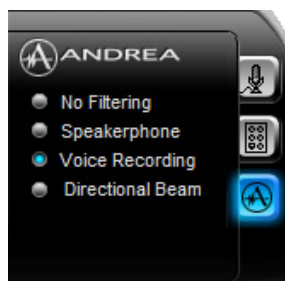 ANDREA
No Filtering
Speakerphone
Voice Recording
Directional Beam